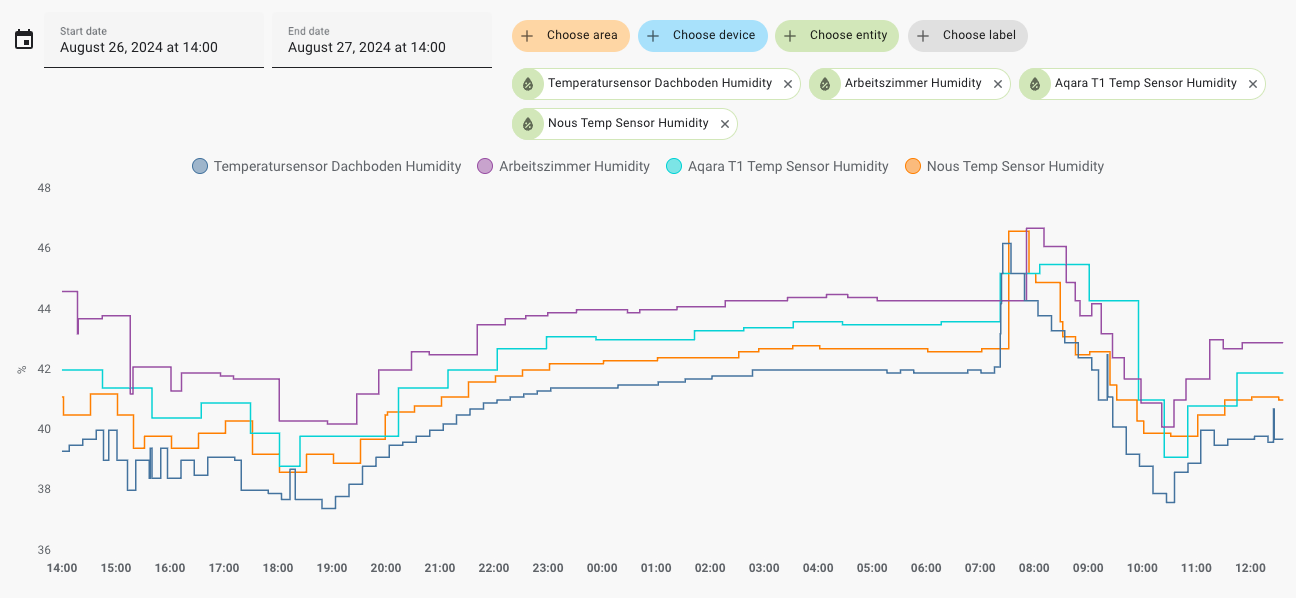 Start date
August 26, 2024 at 14:00
End date
August 27, 2024 at 14:00
Choose area
Choose device
Choose entity
Choose label
Temperatursensor Dachboden Humidity
Arbeitszimmer Humidity
Aqara T1 Temp Sensor Humidity
Nous Temp Sensor Humidity
Temperatursensor Dachboden Humidity
Arbeitszimmer Humidity
Aqara T1 Temp Sensor Humidity
Nous Temp Sensor Humidity
48
46
44
42
%
40
38
36
14:00 15:00 16:00 17:00 18:00 19:00 20:00 21:00 22:00 23:00 00:00 01:00 02:00 03:00 04:00 05:00 06:00 07:00 08:00 09:00 10:00 11:00 12:00